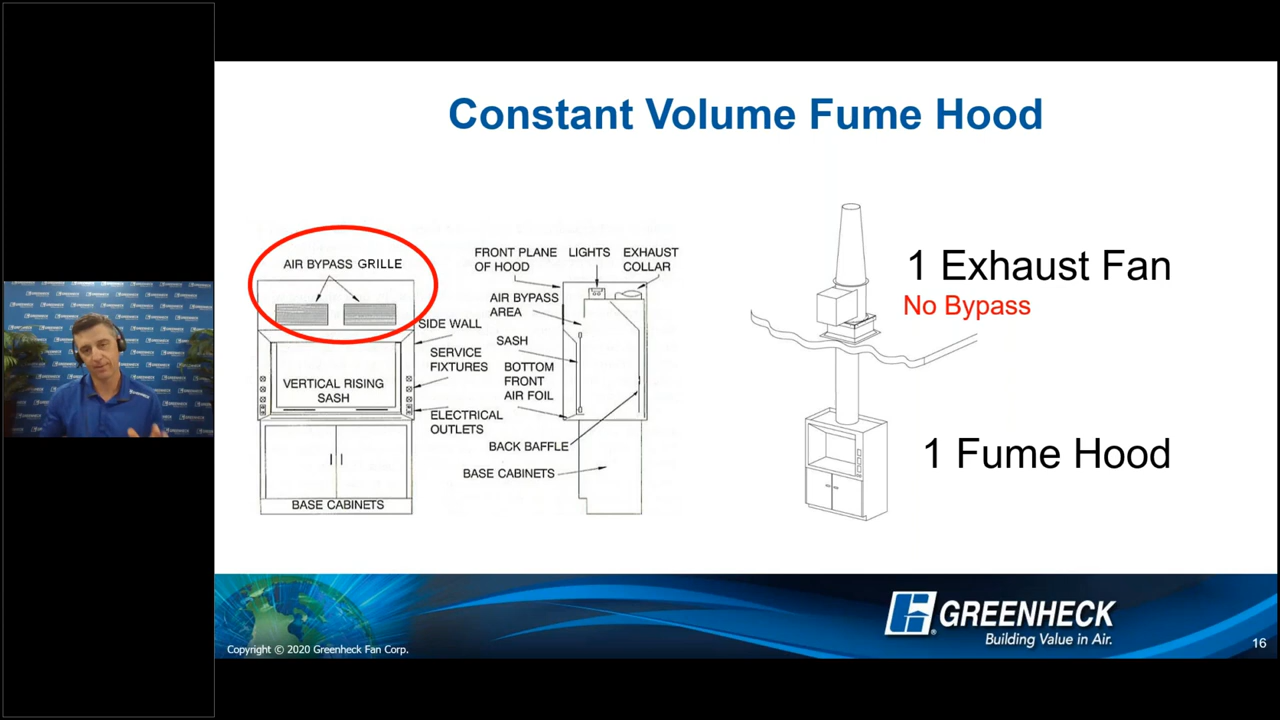 Constant Volume Fume Hood
AIR BYPASS GRILLE
SIDE WALL
SERVICE
FIXTURES
VERTICAL RISING
SASH
ELECTRICAL
OUTLETS
BASE CABINETS
FRONT PLANE
OF HOOD
LIGHTS
EXHAUST
COLLAR
AIR BYPASS
AREA
SASH
BOTTOM
FRONT
AIR FOIL
BACK BAFFLE
BASE CABINETS
1 Exhaust Fan
No Bypass
1 Fume Hood
GREENHECK
Building Value in Air.
Copyright © 2020 Greenheck Fan Corp.
16